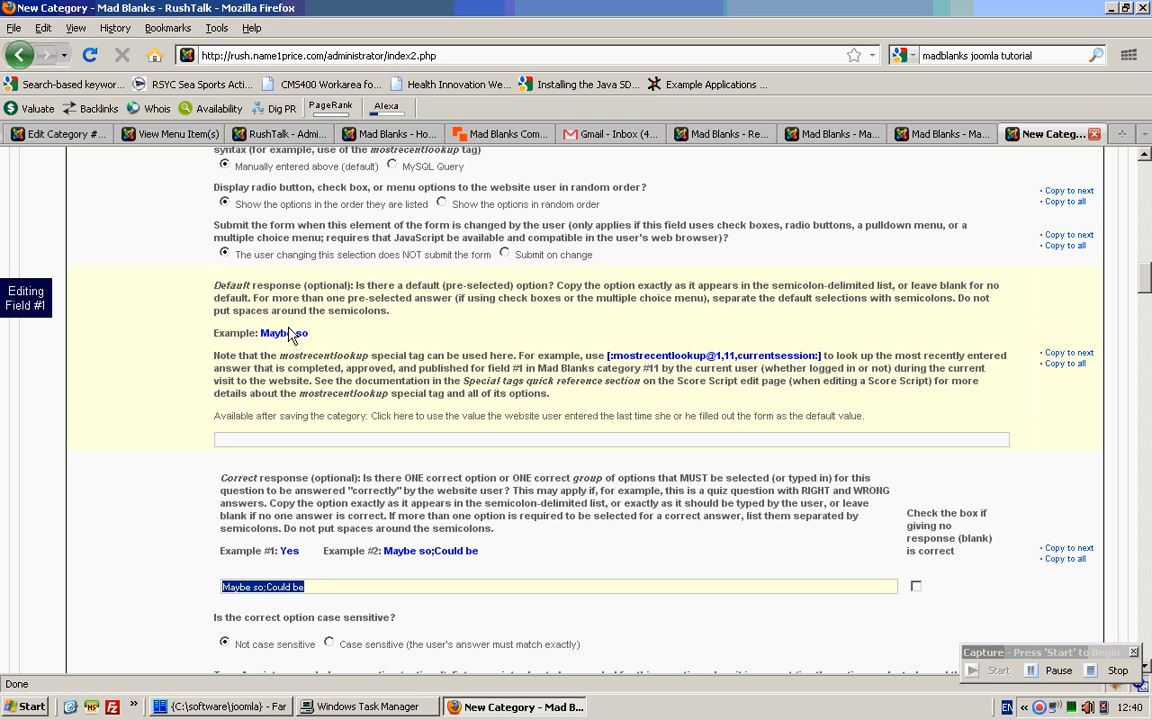 New Category - Mad Blanks - RushTalk - Mozilla Firefox
File Edit View History Bookmarks Tools Help
http://rush.name1price.com/administrator/index2.php
madblanks joomla tutorial
Search-based keywor... RSYC Sea Sports Acti... CMS400 Workarea fo... Health Innovation We... Installing the Java SD... Example Applications ...
Valuate Backlinks Whois Availability Dig PR PageRank Alexa
Edit Category #... View Menu Item(s) RushTalk - Admi... Mad Blanks - Ho... Mad Blanks Com... Gmail - Inbox (4... Mad Blanks - Re... Mad Blanks - Ma... Mad Blanks - Ma... New Categ...
syntax (for example, use of the mostrecentlookup tag)
Manually entered above (default) MySQL Query
Display radio button, check box, or menu options to the website user in random order?
• Copy to next
Show the options in the order they are listed Show the options in random order
• Copy to all
Submit the form when this element of the form is changed by the user (only applies if this field uses check boxes, radio buttons, a pulldown menu, or a
multiple choice menu; requires that JavaScript be available and compatible in the user's web browser)?
• Copy to next
• Copy to all
The user changing this selection does NOT submit the form Submit on change
Editing
Field #1
Default response (optional): Is there a default (pre-selected) option? Copy the option exactly as it appears in the semicolon-delimited list, or leave blank for no
default. For more than one pre-selected answer (if using check boxes or the multiple choice menu), separate the default selections with semicolons. Do not
put spaces around the semicolons.
Example: Maybe so
Note that the mostrecentlookup special tag can be used here. For example, use [:mostrecentlookup@1,11,currentsession:] to look up the most recently entered
answer that is completed, approved, and published for field #1 in Mad Blanks category #11 by the current user (whether logged in or not) during the current
visit to the website. See the documentation in the Special tags quick reference section on the Score Script edit page (when editing a Score Script) for more
details about the mostrecentlookup special tag and all of its options.
• Copy to next
• Copy to all
Available after saving the category: Click here to use the value the website user entered the last time she or he filled out the form as the default value.
Correct response (optional): Is there ONE correct option or ONE correct group of options that MUST be selected (or typed in) for this
question to be answered "correctly" by the website user? This may apply if, for example, this is a quiz question with RIGHT and WRONG
answers. Copy the option exactly as it appears in the semicolon-delimited list, or exactly as it should be typed by the user, or leave
blank if no one answer is correct. If more than one option is required to be selected for a correct answer, list them separated by
semicolons. Do not put spaces around the semicolons.
Example #1: Yes Example #2: Maybe so;Could be
Check the box if
giving no
response (blank)
is correct
• Copy to next
• Copy to all
Maybe so;Could be
Is the correct option case sensitive?
Not case sensitive Case sensitive (the user's answer must match exactly)
Capture - Press 'Start' to Begin
Start Pause Stop
Done
Start {C:\software\joomla} - Far Windows Task Manager New Category - Mad B... EN 12:40